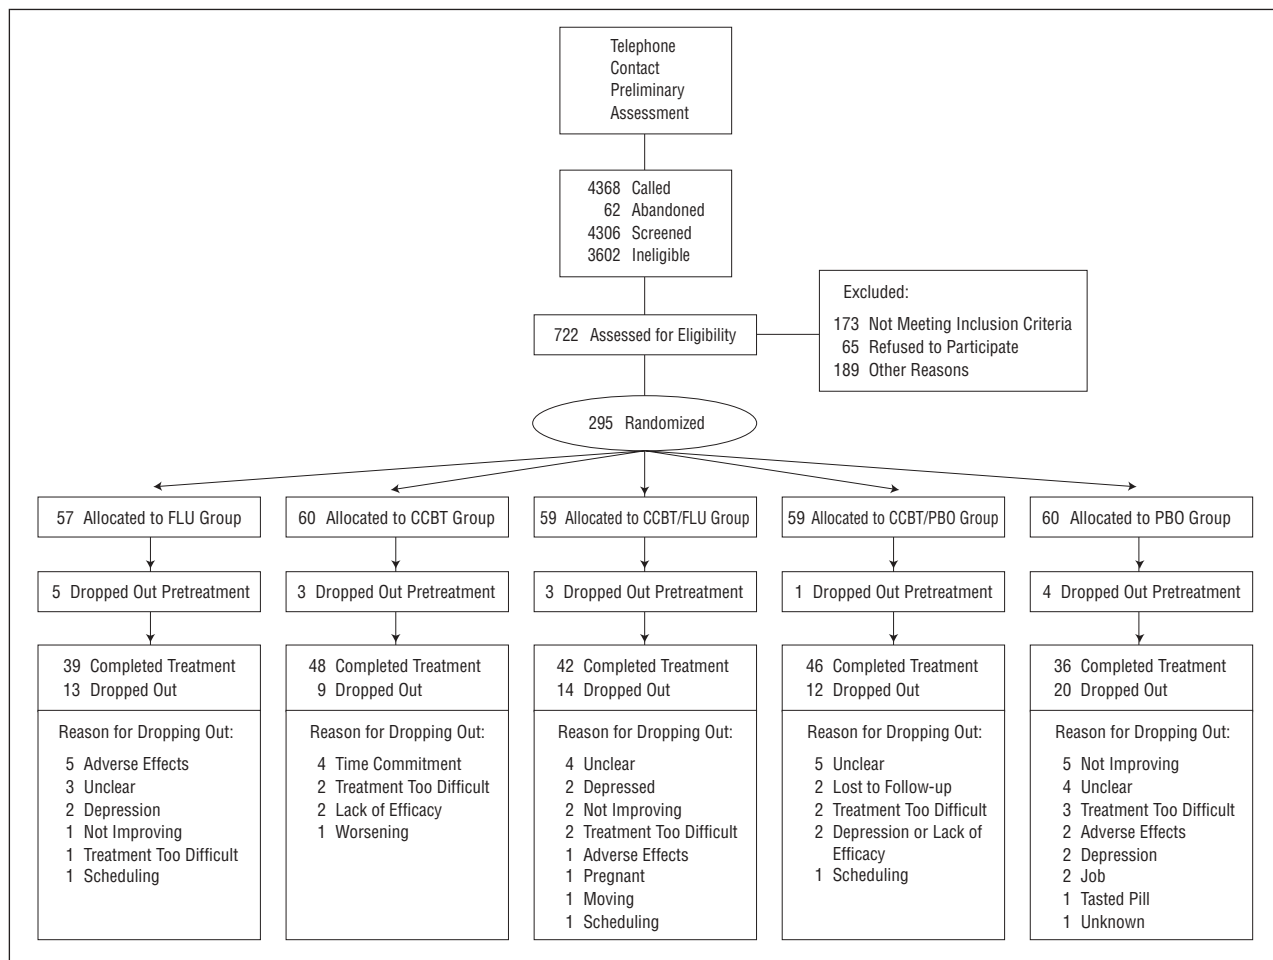 Telephone
Contact
Preliminary
Assessment
4368 Called
62 Abandoned
4306 Screened
3602 Ineligible
722 Assessed for Eligibility
Excluded:
173 Not Meeting Inclusion Criteria
65 Refused to Participate
189 Other Reasons
295 Randomized
57 Allocated to FLU Group
5 Dropped Out Pretreatment
39 Completed Treatment
13 Dropped Out
Reason for Dropping Out:
5 Adverse Effects
3 Unclear
2 Depression
1 Not Improving
1 Treatment Too Difficult
1 Scheduling
60 Allocated to CCBT Group
3 Dropped Out Pretreatment
48 Completed Treatment
9 Dropped Out
Reason for Dropping Out:
4 Time Commitment
2 Treatment Too Difficult
2 Lack of Efficacy
1 Worsening
59 Allocated to CCBT/FLU Group
3 Dropped Out Pretreatment
42 Completed Treatment
14 Dropped Out
Reason for Dropping Out:
4 Unclear
2 Depressed
2 Not Improving
2 Treatment Too Difficult
1 Adverse Effects
1 Pregnant
1 Moving
1 Scheduling
59 Allocated to CCBT/PBO Group
1 Dropped Out Pretreatment
46 Completed Treatment
12 Dropped Out
Reason for Dropping Out:
5 Unclear
2 Lost to Follow-up
2 Treatment Too Difficult
2 Depression or Lack of
Efficacy
1 Scheduling
60 Allocated to PBO Group
4 Dropped Out Pretreatment
36 Completed Treatment
20 Dropped Out
Reason for Dropping Out:
5 Not Improving
4 Unclear
3 Treatment Too Difficult
2 Adverse Effects
2 Depression
2 Job
1 Tasted Pill
1 Unknown